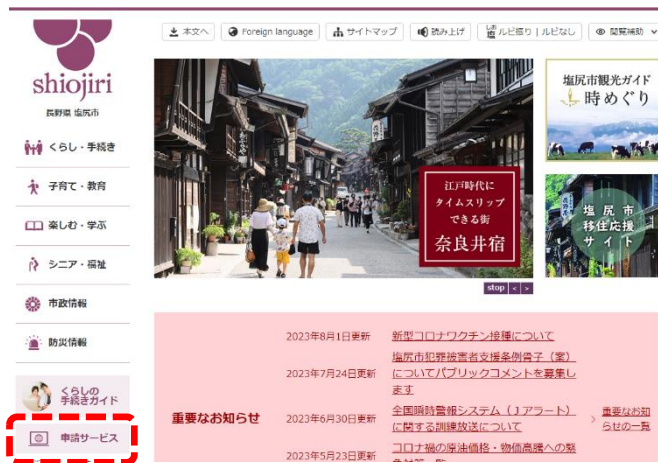 本文へ
Foreign language
サイトマップ
読み上げ
ルビ振り | ルビなし
閲覧補助
shiojiri
長野県 塩尻市
くらし・手続き
子育て・教育
楽しむ・学ぶ
シニア・福祉
市政情報
防災情報
くらしの
手続きガイド
申請サービス
江戸時代に
タイムスリップ
できる街
奈良井宿
stop < >
塩尻市観光ガイド
時めぐり
塩尻市
移住応援
サイト
重要なお知らせ
2023年8月1日更新 新型コロナワクチン接種について
2023年7月24日更新 塩尻市犯罪被害者支援条例骨子（案）
についてパブリックコメントを募集し
ます
2023年6月30日更新 全国瞬時警報システム（Ｊアラート）
に関する訓練放送について
2023年5月23日更新 コロナ禍の原油価格・物価高騰への緊
重要なお知
らせの一覧